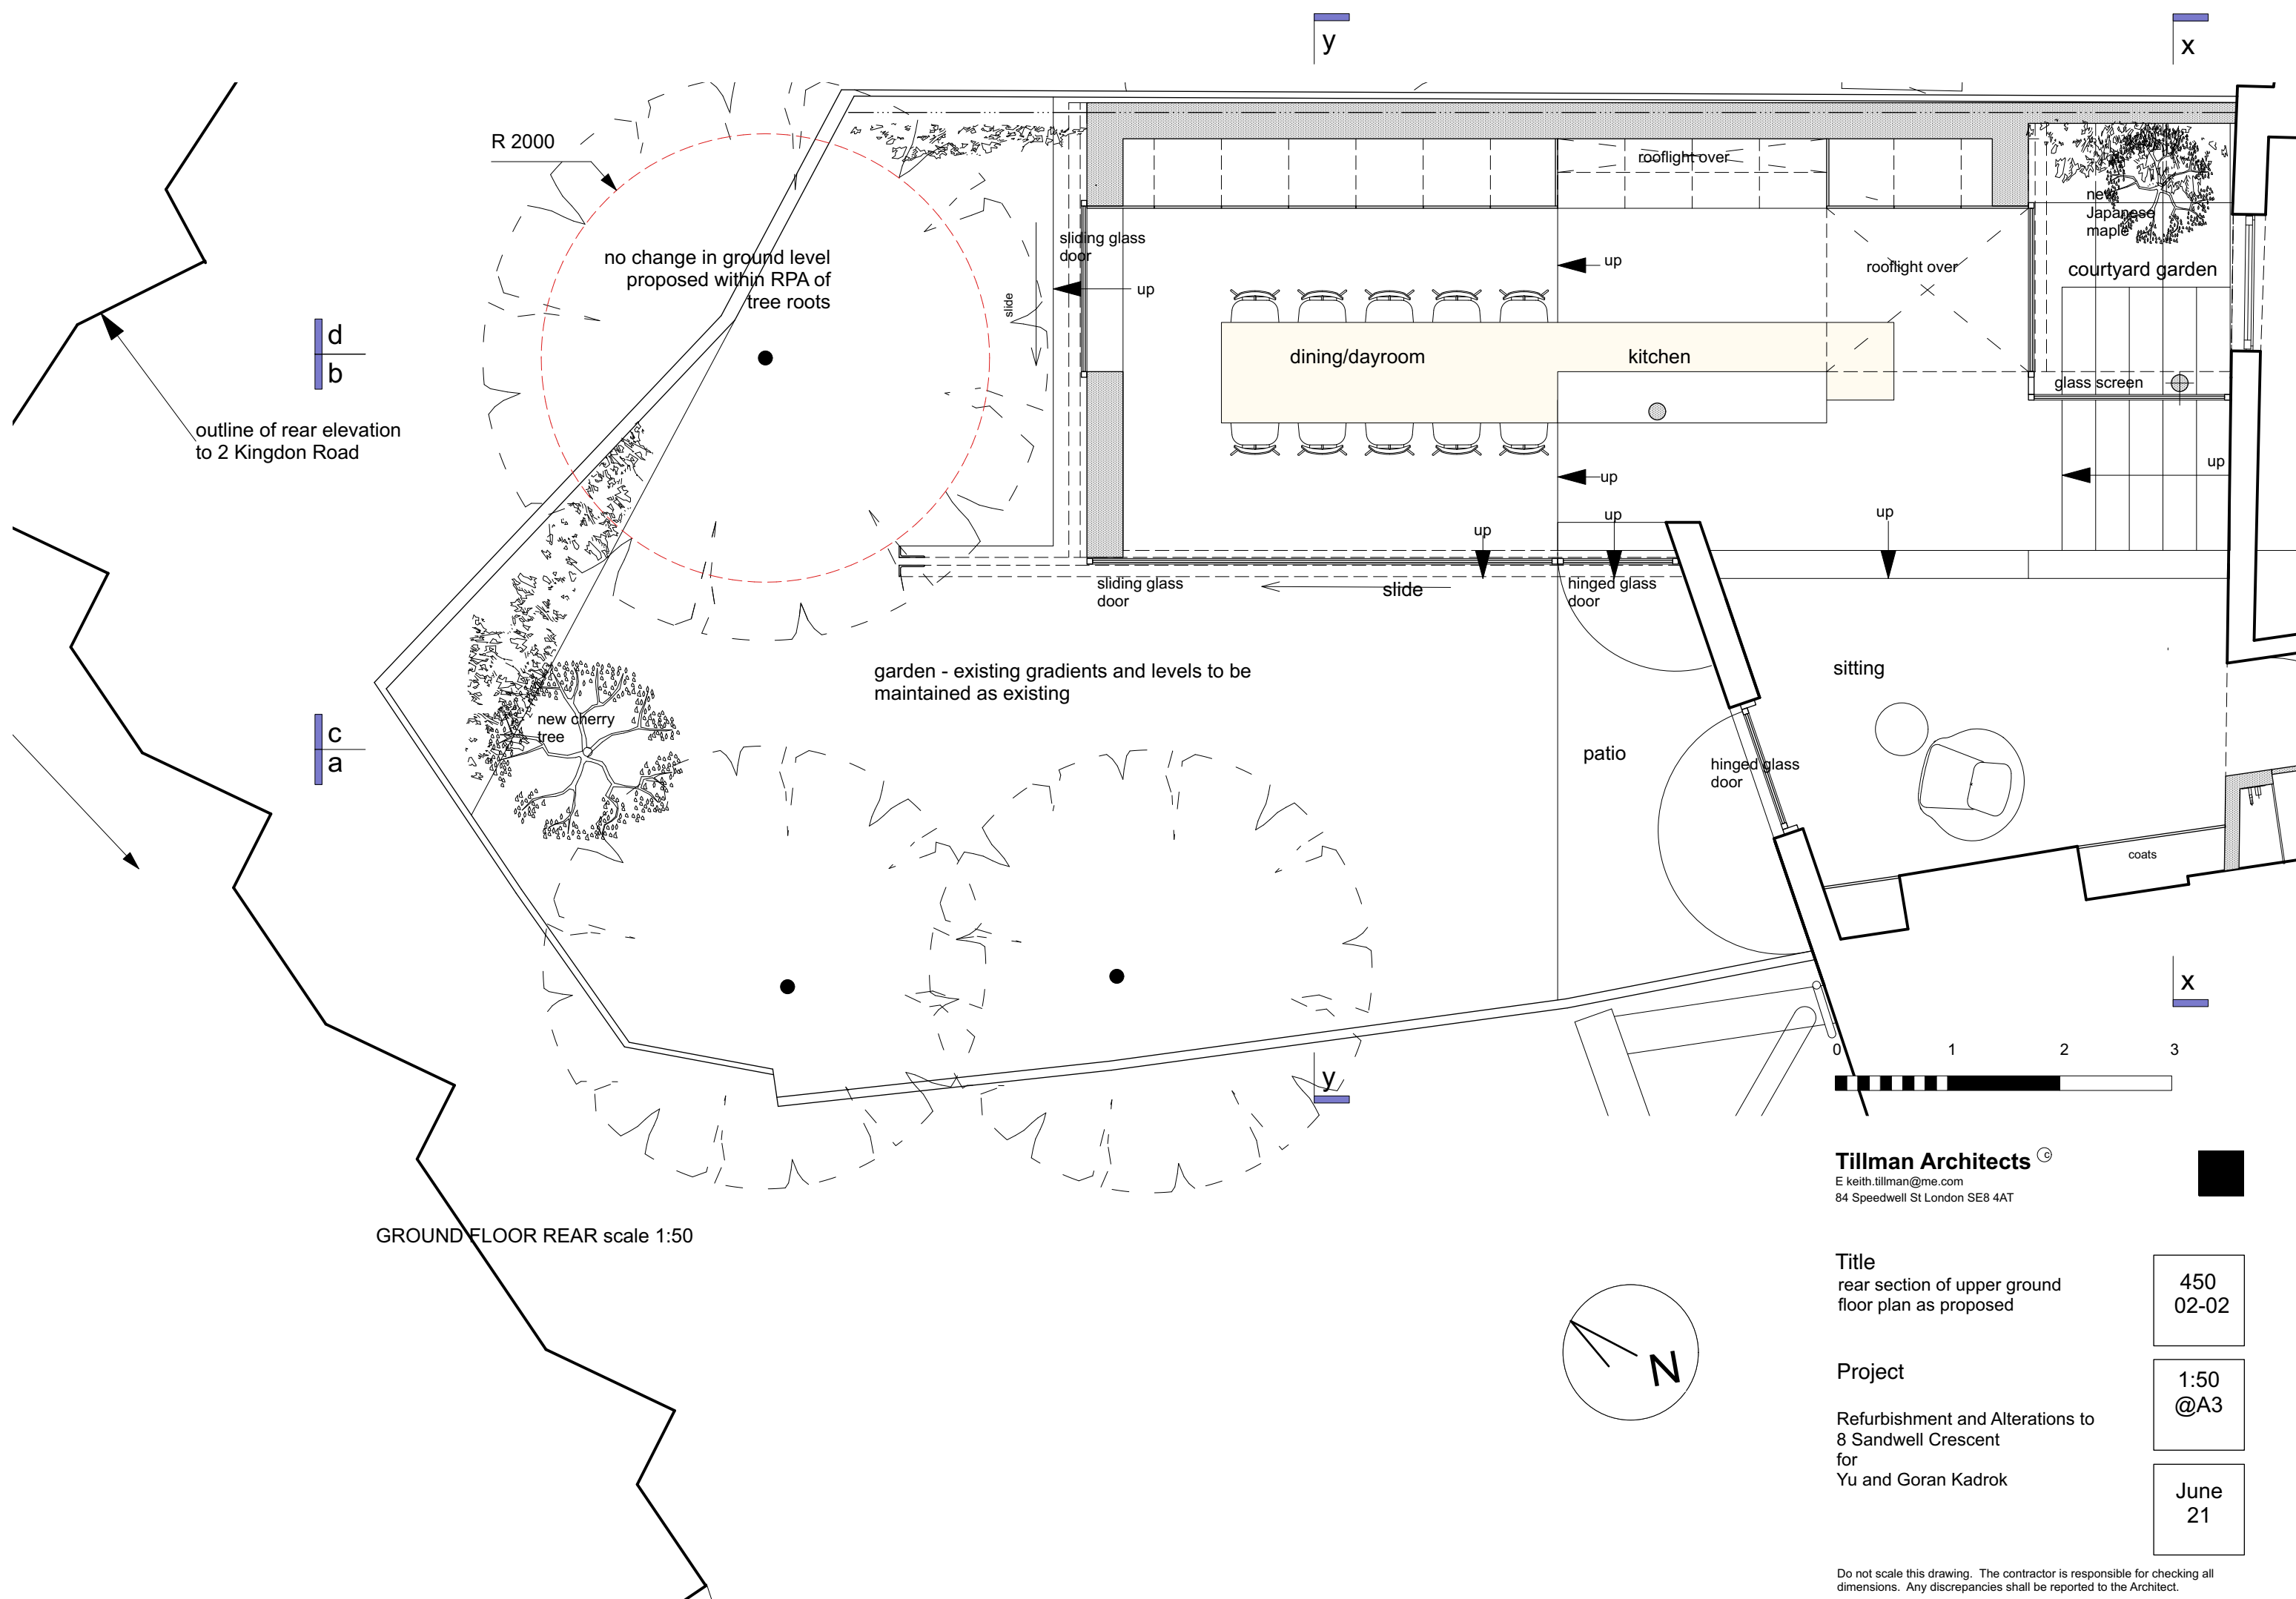 y
x
R 2000
rooflight over
new
Japanese
maple
sliding glass
door
no change in ground level
proposed within RPA of
tree roots
up
up
rooflight over
courtyard garden
slide
d
b
dining/dayroom
kitchen
glass screen
outline of rear elevation
to 2 Kingdon Road
up
up
up
up
up
sliding glass
door
slide
hinged glass
door
garden - existing gradients and levels to be
maintained as existing
sitting
new cherry
tree
c
a
patio
hinged glass
door
coats
x
y
0
1
2
3
Tillman Architects c
E keith.tillman@me.com
84 Speedwell St London SE8 4AT
GROUND FLOOR REAR scale 1:50
Title
rear section of upper ground
floor plan as proposed
450
02-02
N
Project
1:50
@A3
Refurbishment and Alterations to
8 Sandwell Crescent
for
Yu and Goran Kadrok
June
21
Do not scale this drawing. The contractor is responsible for checking all
dimensions. Any discrepancies shall be reported to the Architect.